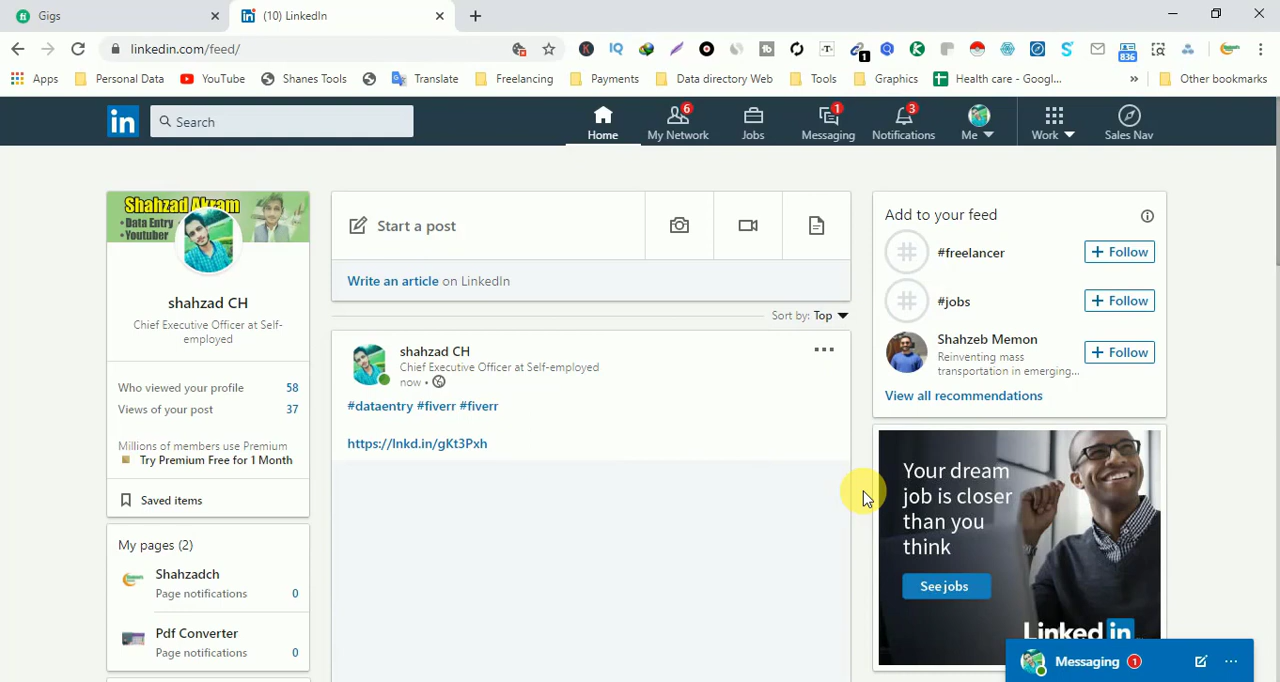 Gigs
(10) LinkedIn
linkedin.com/feed/
Apps
Personal Data
YouTube
Shanes Tools
Translate
Freelancing
Payments
Data directory Web
Tools
Graphics
Health care - Googl...
»
Other bookmarks
in
Search
Home
6
My Network
Jobs
1
Messaging
3
Notifications
Me
Work
Sales Nav
Shahzad Akram
•Data Entry
•Youtuber
shahzad CH
Chief Executive Officer at Self-
employed
Who viewed your profile 58
Views of your post 37
Millions of members use Premium
Try Premium Free for 1 Month
Saved items
My pages (2)
Shahzadch
Page notifications 0
Pdf Converter
Page notifications 0
Start a post
Write an article on LinkedIn
Sort by: Top
shahzad CH
Chief Executive Officer at Self-employed
now •
#dataentry #fiverr #fiverr
https://lnkd.in/gKt3Pxh
Add to your feed
#freelancer
+ Follow
#jobs
+ Follow
Shahzeb Memon
Reinventing mass
transportation in emerging...
+ Follow
View all recommendations
Your dream
job is closer
than you
think
See jobs
Linked in
Messaging 1